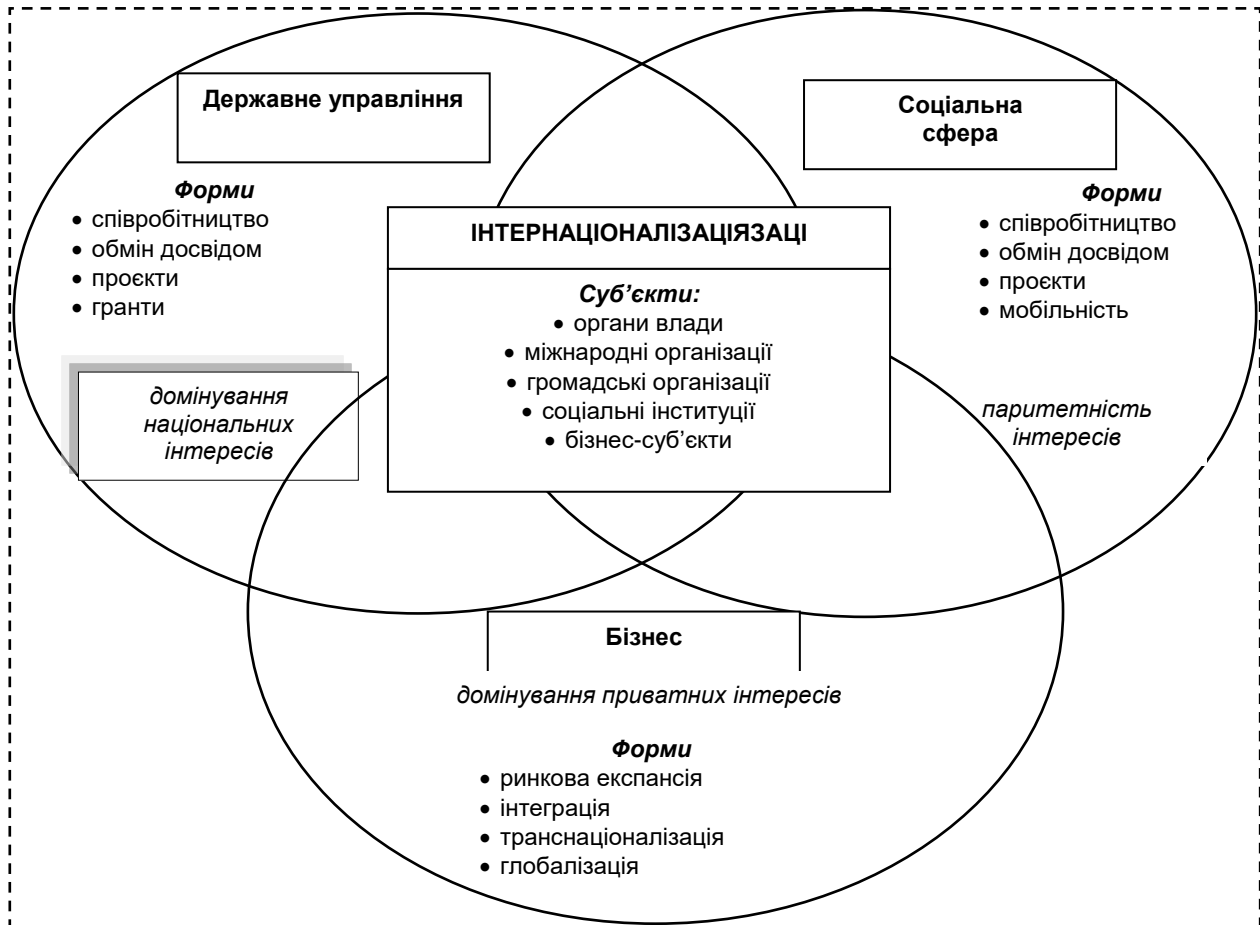 Державне управління
Соціальна
сфера
Форми
• співробітництво
• обмін досвідом
• проєкти
• гранти
Форми
• співробітництво
• обмін досвідом
• проєкти
• мобільність
ІНТЕРНАЦІОНАЛІЗАЦІЯЗАЦІ
Суб’єкти:
• органи влади
• міжнародні організації
• громадські організації
• соціальні інституції
• бізнес-суб’єкти
домінування
національних
інтересів
паритетність
інтересів
Бізнес
домінування приватних інтересів
Форми
• ринкова експансія
• інтеграція
• транснаціоналізація
• глобалізація